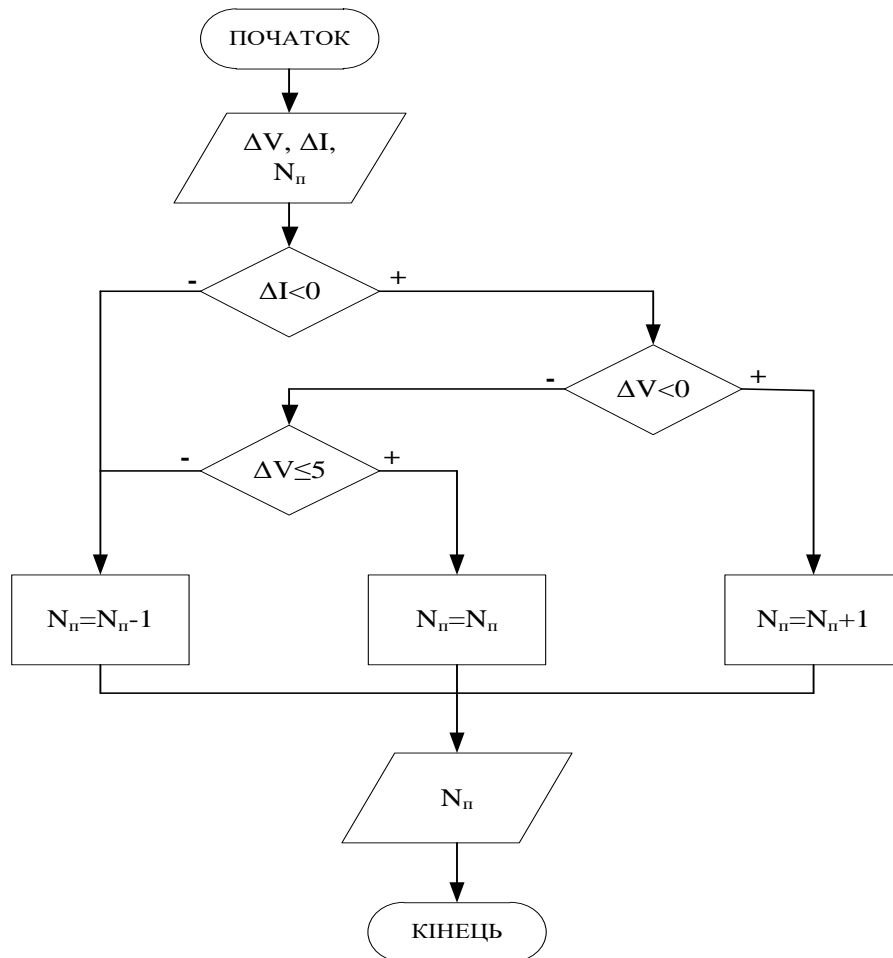 ПОЧАТОК
ΔV, ΔI,
Nп
- ΔI<0 +
- ΔV<0 +
- ΔV≤5 +
Nп=Nп-1
Nп=Nп
Nп=Nп+1
Nп
КІНЕЦЬ